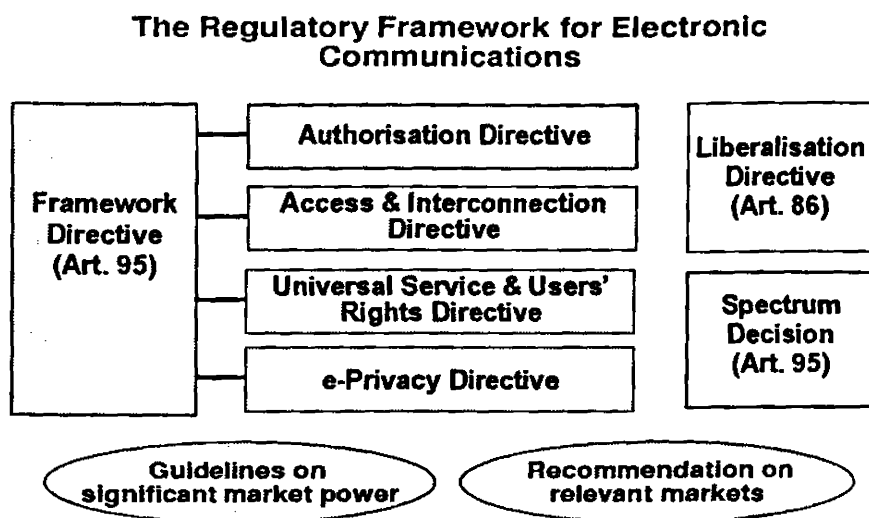 The Regulatory Framework for Electronic
Communications
Framework
Directive
(Art. 95)
Authorisation Directive
Access & Interconnection
Directive
Universal Service & Users'
Rights Directive
e-Privacy Directive
Liberalisation
Directive
(Art. 86)
Spectrum
Decision
(Art. 95)
Guidelines on
significant market power
Recommendation on
relevant markets